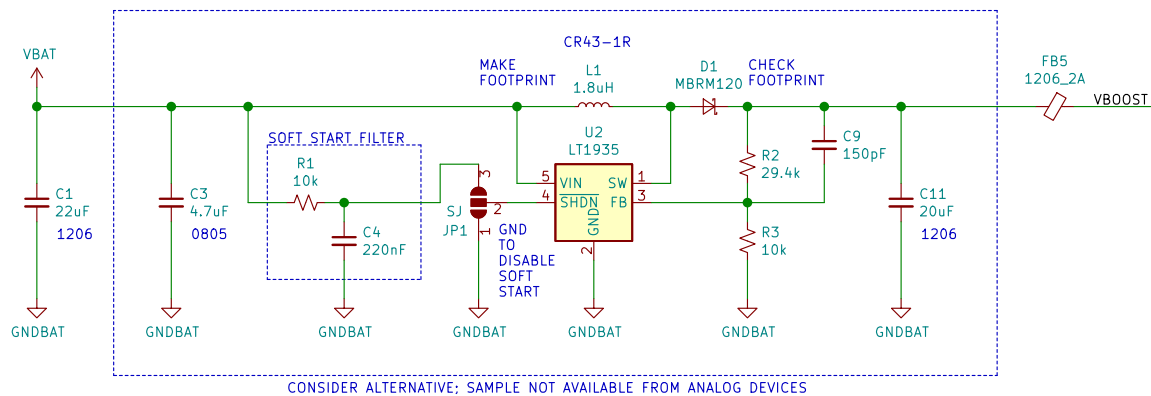 CR43-1R
VBAT
MAKE
FOOTPRINT
L1
1.8uH
D1
MBRM120
CHECK
FOOTPRINT
FB5
1206_2A
VBOOST
SOFT START FILTER
R1
10k
U2
LT1935
C9
150pF
R2
29.4k
C1
22uF
1206
C3
4.7uF
0805
C4
220nF
3
SJ
2
JP1
1
GND
TO
DISABLE
SOFT
START
5
VIN
SW
1
4
SHDN
FB
3
GND
2
R3
10k
C11
20uF
1206
GNDBAT
GNDBAT
GNDBAT
GNDBAT
GNDBAT
GNDBAT
GNDBAT
CONSIDER ALTERNATIVE; SAMPLE NOT AVAILABLE FROM ANALOG DEVICES